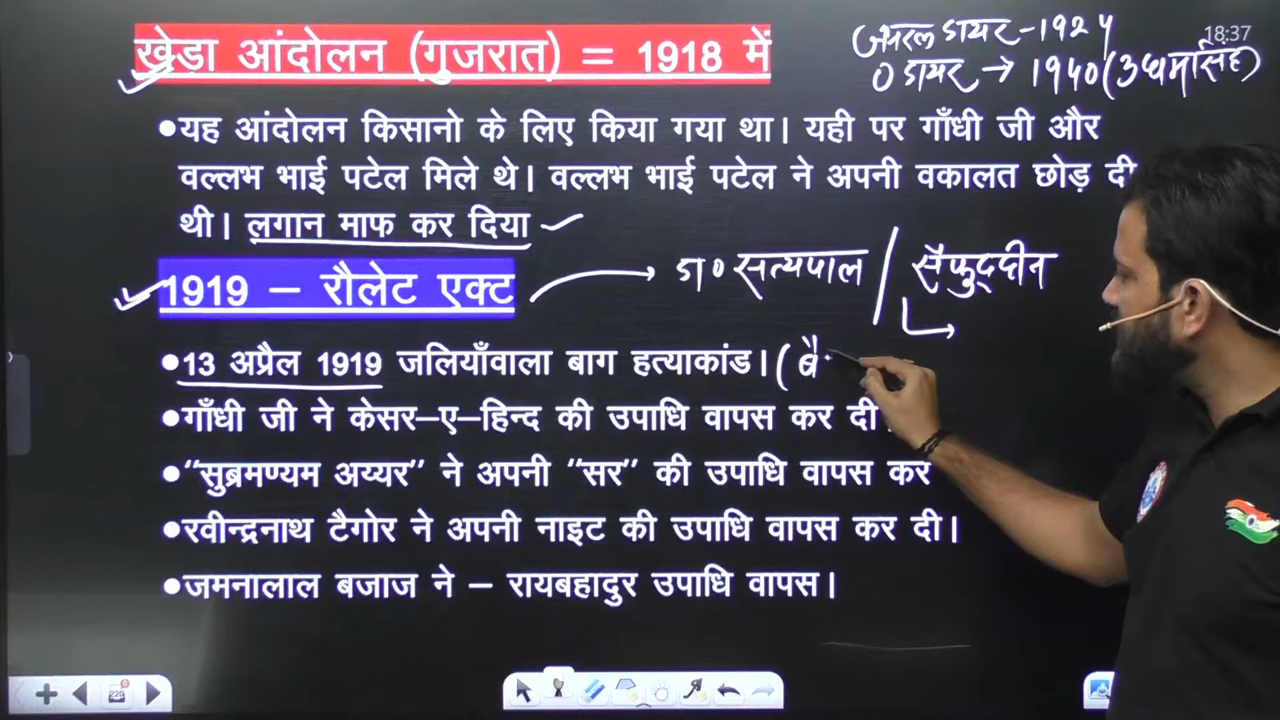 खेडा आंदोलन (गुजरात) = 1918 में
जनरल डायर-1924
18:37
0 डायर → 1940 (उधमसिंह)
•यह आंदोलन किसानो के लिए किया गया था। यही पर गाँधी जी और
वल्लभ भाई पटेल मिले थे। वल्लभ भाई पटेल ने अपनी वकालत छोड़ दी
थी। लगान माफ कर दिया
1919 – रौलेट एक्ट → डा० सत्यपाल / सैफुद्दीन
•13 अप्रैल 1919 जलियाँवाला बाग हत्याकांड। (बै
•गाँधी जी ने केसर–ए–हिन्द की उपाधि वापस कर दी
•"सुब्रमण्यम अय्यर" ने अपनी "सर" की उपाधि वापस कर
•रवीन्द्रनाथ टैगोर ने अपनी नाइट की उपाधि वापस कर दी।
•जमनालाल बजाज ने – रायबहादुर उपाधि वापस।